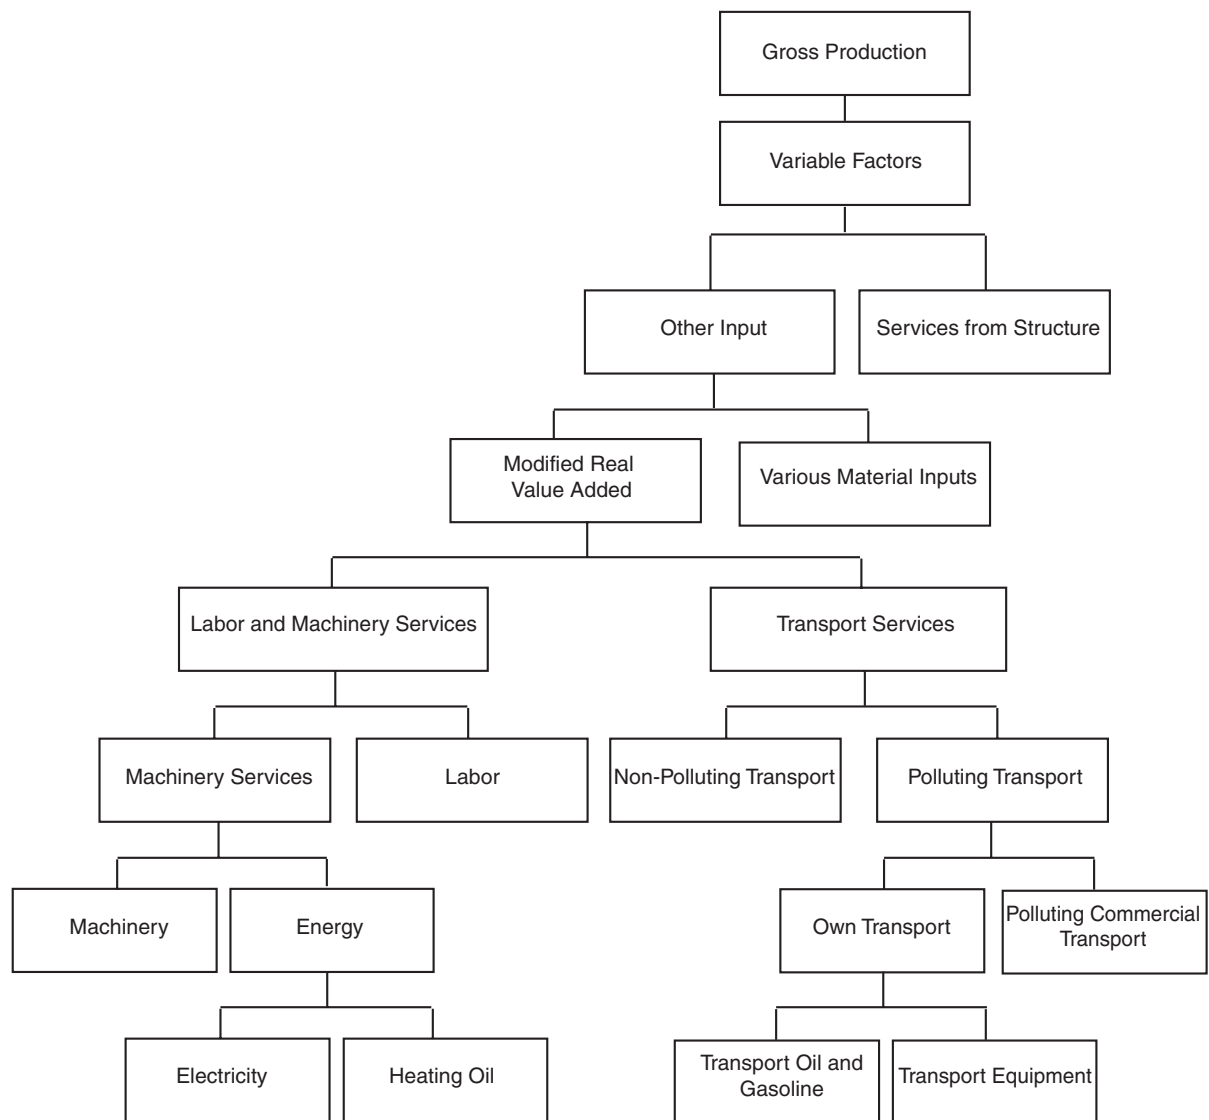 Gross Production
Variable Factors
Other Input
Services from Structure
Modified Real
Value Added
Various Material Inputs
Labor and Machinery Services
Transport Services
Machinery Services
Labor
Non-Polluting Transport
Polluting Transport
Machinery
Energy
Own Transport
Polluting Commercial
Transport
Electricity
Heating Oil
Transport Oil and
Gasoline
Transport Equipment